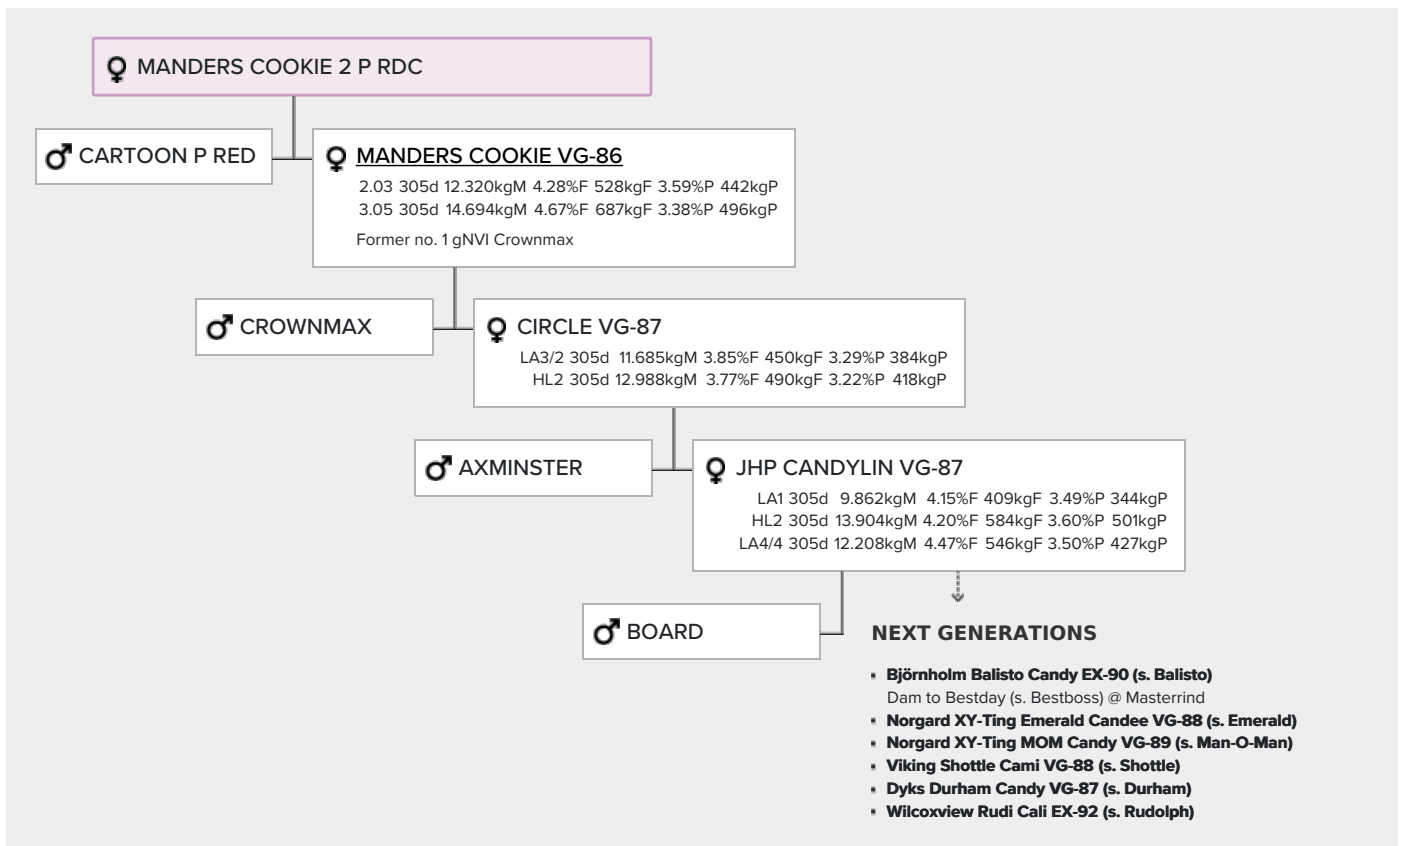 MANDERS COOKIE 2 P RDC
CARTOON P RED
MANDERS COOKIE VG-86
2.03 305d 12.320kgM 4.28%F 528kgF 3.59%P 442kgP
3.05 305d 14.694kgM 4.67%F 687kgF 3.38%P 496kgP
Former no. 1 gNVI Crownmax
CROWNMAX
CIRCLE VG-87
LA3/2 305d 11.685kgM 3.85%F 450kgF 3.29%P 384kgP
HL2 305d 12.988kgM 3.77%F 490kgF 3.22%P 418kgP
AXMINSTER
JHP CANDYLIN VG-87
LA1 305d 9.862kgM 4.15%F 409kgF 3.49%P 344kgP
HL2 305d 13.904kgM 4.20%F 584kgF 3.60%P 501kgP
LA4/4 305d 12.208kgM 4.47%F 546kgF 3.50%P 427kgP
BOARD
NEXT GENERATIONS
Björnholm Balisto Candy EX-90 (s. Balisto)
Dam to Bestday (s. Bestboss) @ Masterrind
Norgard XY-Ting Emerald Candee VG-88 (s. Emerald)
Norgard XY-Ting MOM Candy VG-89 (s. Man-O-Man)
Viking Shottle Cami VG-88 (s. Shottle)
Dyks Durham Candy VG-87 (s. Durham)
Wilcoxview Rudi Cali EX-92 (s. Rudolph)